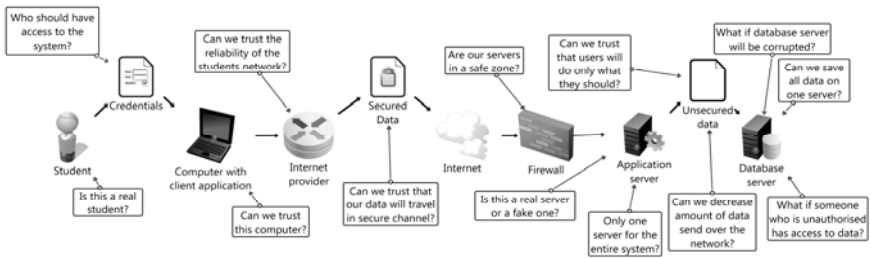 Who should have
access to the
system?
Credentials
Student
Is this a real
student?
Can we trust
the reliability of the
students network?
Computer with
client application
Can we trust
this computer?
Internet
provider
Secured
Data
Can we trust that
our data will travel
in secure channel?
Are our servers
in a safe zone?
Internet
Firewall
Is this a real server
or a fake one?
Can we trust
that users will
do only what
they should?
Application
server
Only one
server for the
entire system?
Unsecured
data
Can we decrease
amount of data
send over the
network?
What if database server
will be corrupted?
Can we save
all data on
one server?
Database
server
What if someone
who is unauthorised
has access to data?